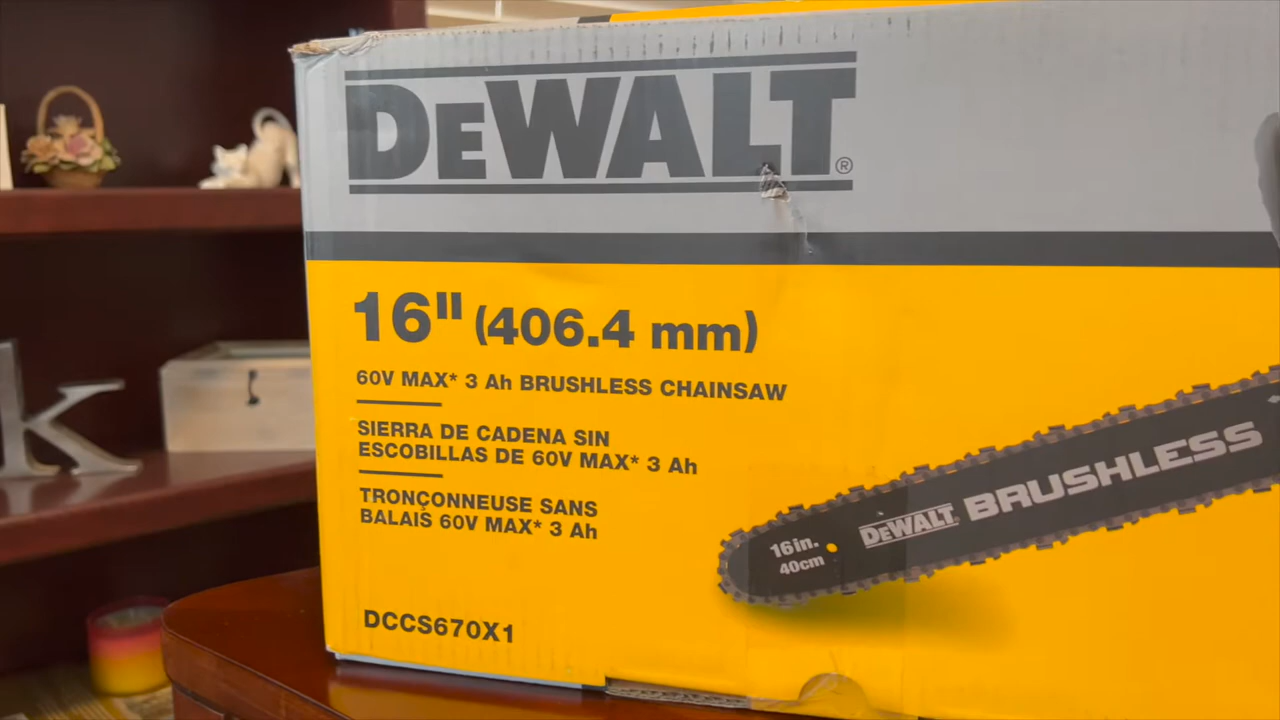 DEWALT®
16" (406.4 mm)
60V MAX* 3 Ah BRUSHLESS CHAINSAW
SIERRA DE CADENA SIN
ESCOBILLAS DE 60V MAX* 3 Ah
TRONÇONNEUSE SANS
BALAIS 60V MAX* 3 Ah
DCCS670X1
16in.
40cm
DEWALT BRUSHLESS
k